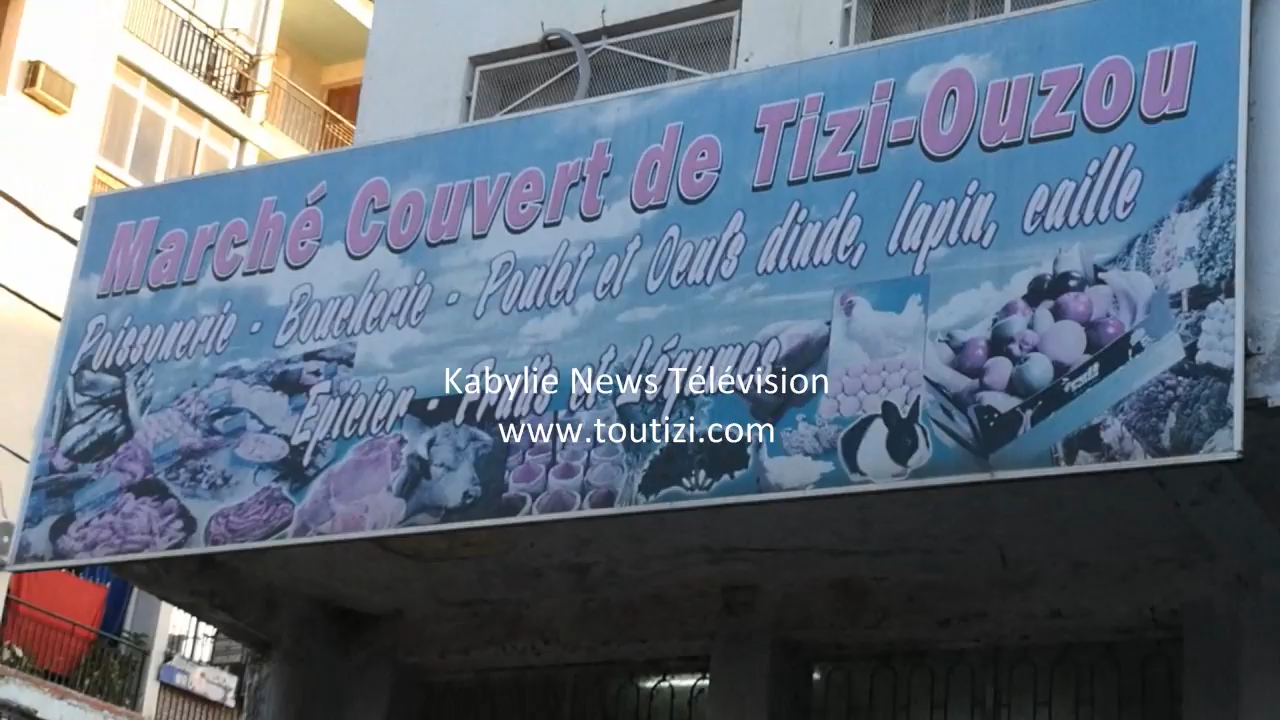 Marché Couvert de Tizi-Ouzou
Poissonerie - Boucherie - Poulet et Oeufs dinde, lapin, caille
Epicier - Fruits et Légumes
Kabylie News Télévision
www.toutizi.com